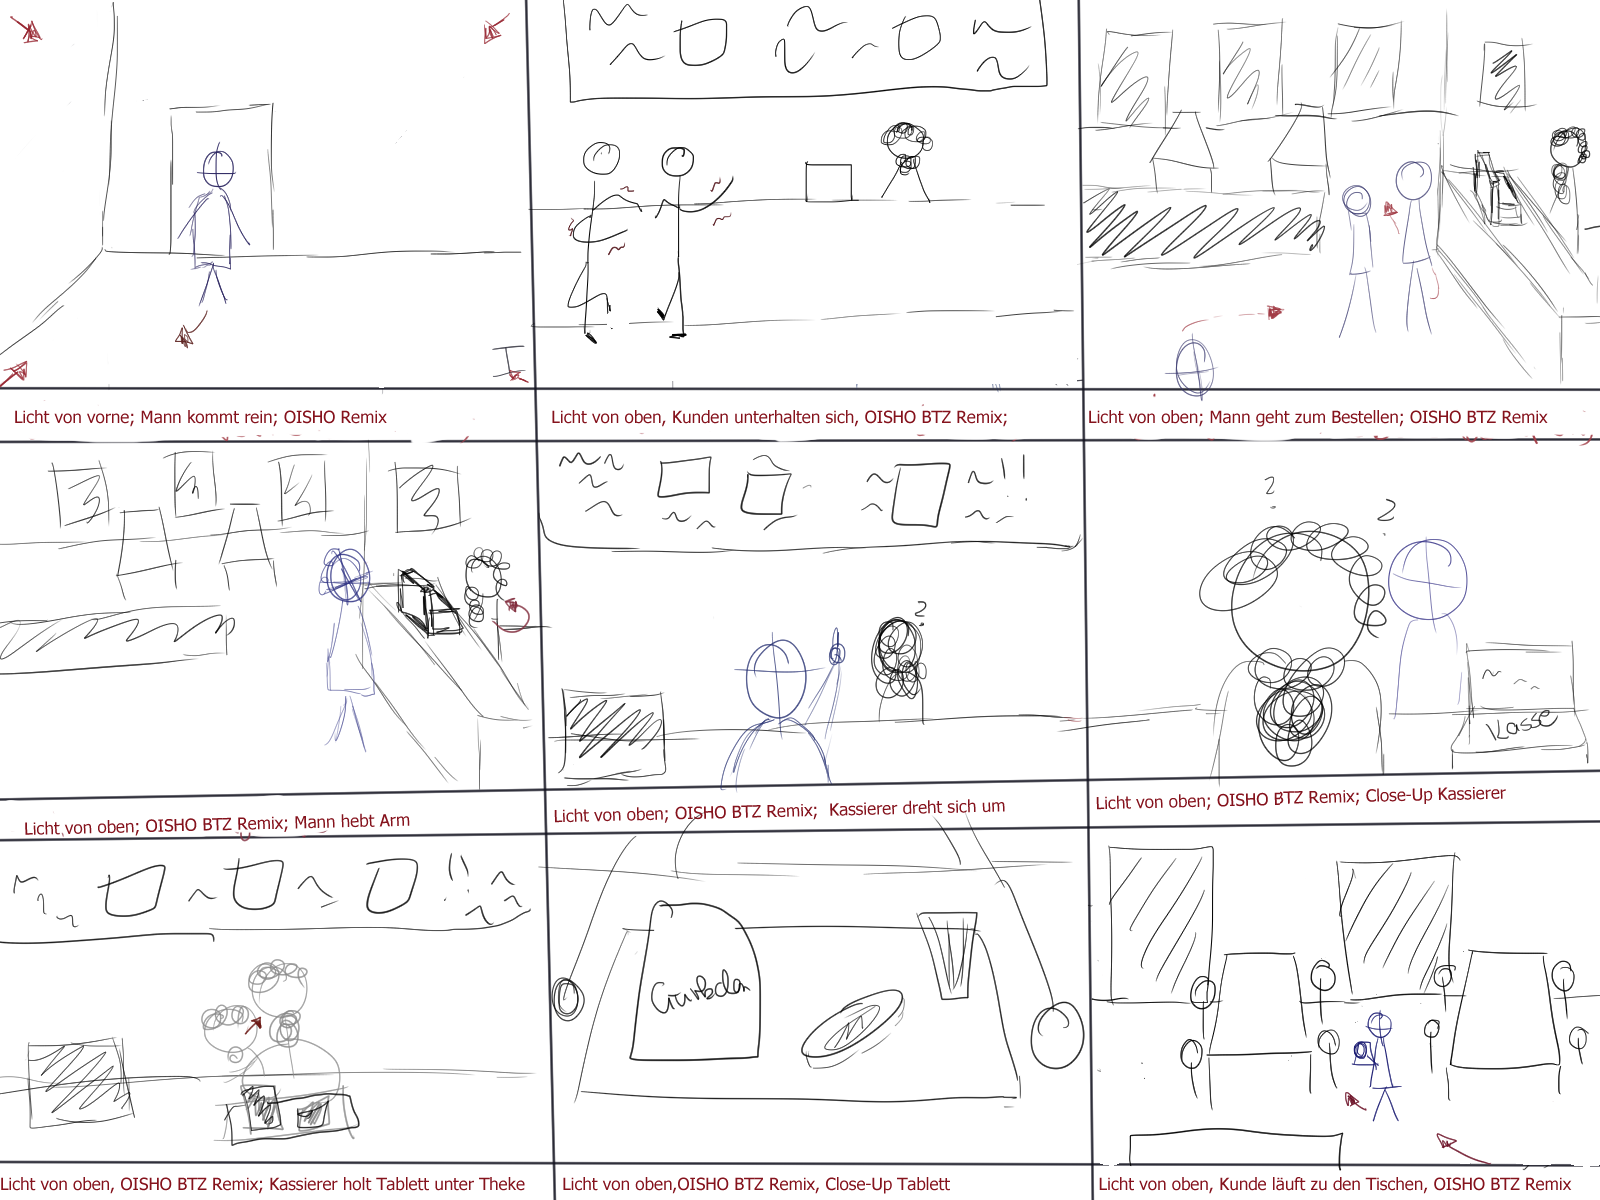 Licht von vorne; Mann kommt rein; OISHO Remix
Licht von oben, Kunden unterhalten sich, OISHO BTZ Remix;
Licht von oben; Mann geht zum Bestellen; OISHO BTZ Remix
? ?
?
Kasse
Licht von oben; OISHO BTZ Remix; Mann hebt Arm
Licht von oben; OISHO BTZ Remix; Kassierer dreht sich um
Licht von oben; OISHO BTZ Remix; Close-Up Kassierer
Licht von oben, OISHO BTZ Remix; Kassierer holt Tablett unter Theke
Licht von oben,OISHO BTZ Remix, Close-Up Tablett
Licht von oben, Kunde läuft zu den Tischen, OISHO BTZ Remix